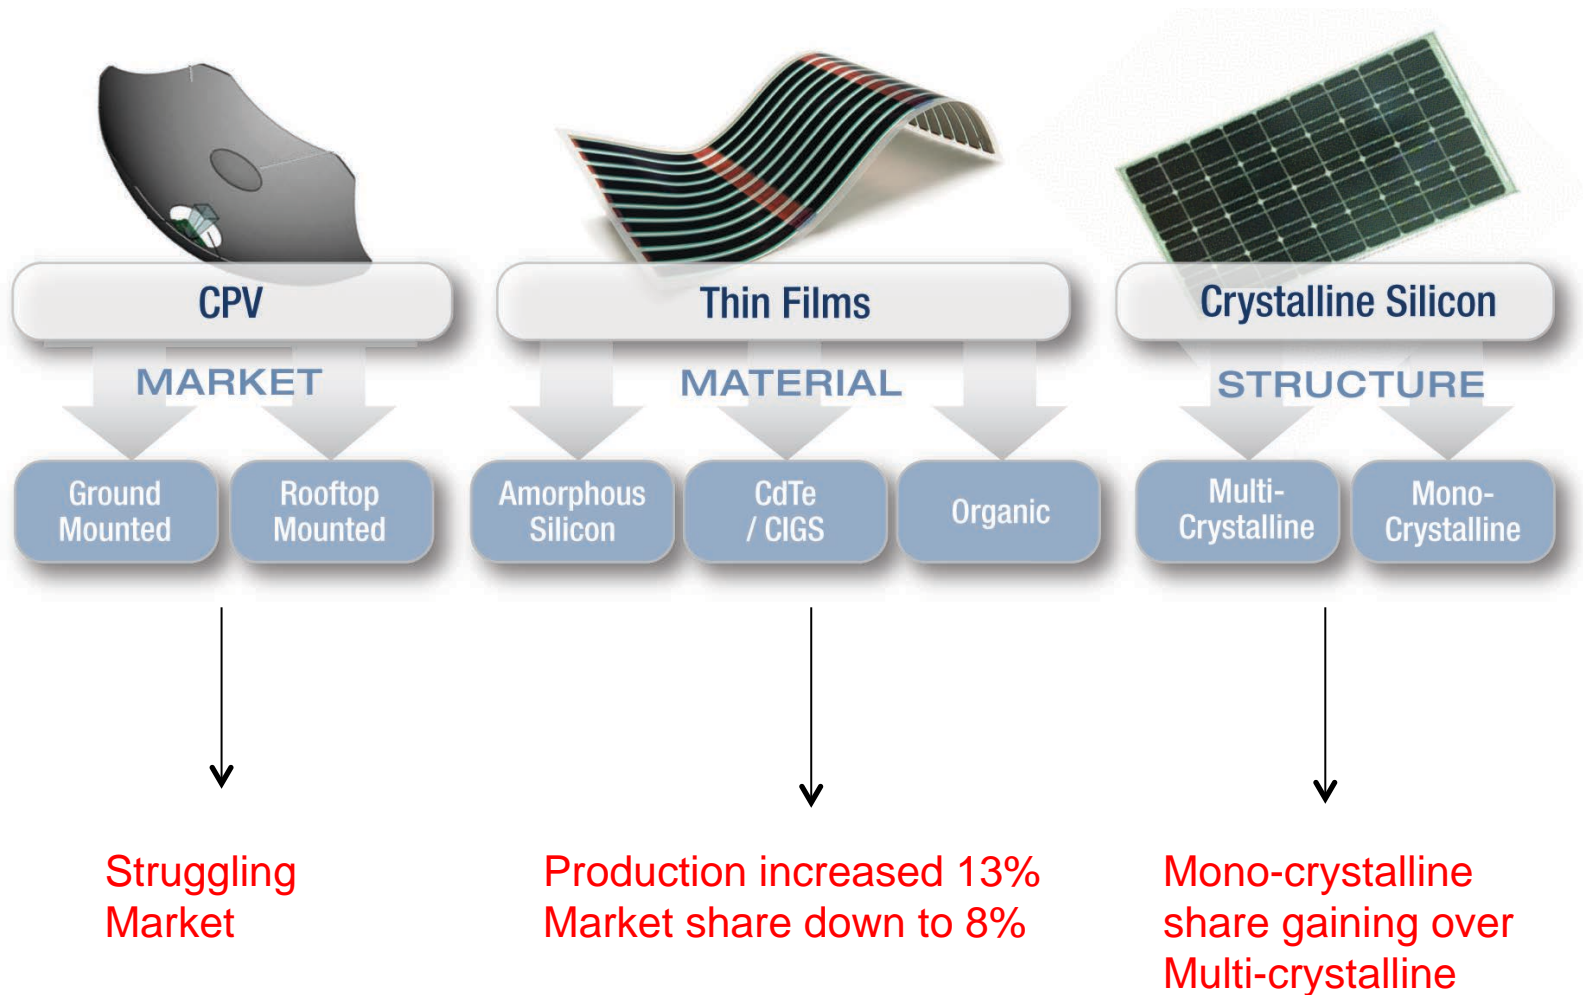 CPV
Thin Films
Crystalline Silicon
MARKET
MATERIAL
STRUCTURE
Ground
Mounted
Rooftop
Mounted
Amorphous
Silicon
CdTe
/ CIGS
Organic
Multi-
Crystalline
Mono-
Crystalline
Struggling
Market
Production increased 13%
Market share down to 8%
Mono-crystalline
share gaining over
Multi-crystalline